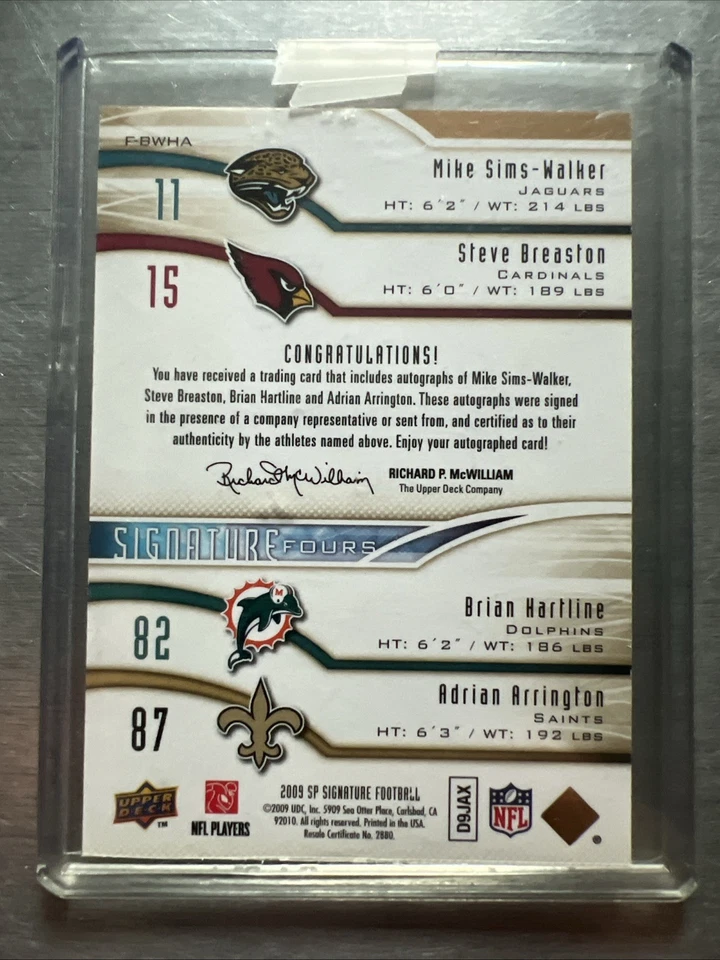 F-BWHA
11
Mike Sims-Walker
JAGUARS
HT: 6'2" / WT: 214 LBS
15
Steve Breaston
CARDINALS
HT: 6'0" / WT: 189 LBS
CONGRATULATIONS!
You have received a trading card that includes autographs of Mike Sims-Walker,
Steve Breaston, Brian Hartline and Adrian Arrington. These autographs were signed
in the presence of a company representative or sent from, and certified as to their
authenticity by the athletes named above. Enjoy your autographed card!
Richard McWilliam
RICHARD P. McWILLIAM
The Upper Deck Company
SIGNATURE FOURS
82
M
Brian Hartline
DOLPHINS
HT: 6'2" / WT: 186 LBS
87
Adrian Arrington
SAINTS
HT: 6'3" / WT: 192 LBS
UPPER DECK TM
NFL PLAYERS
2009 SP SIGNATURE FOOTBALL
©2009 UDC, Inc. 5909 Sea Otter Place, Carlsbad, CA
92010. All rights reserved. Printed in the USA.
Resale Certificate No. 2880.
D9JAX
NFL
®